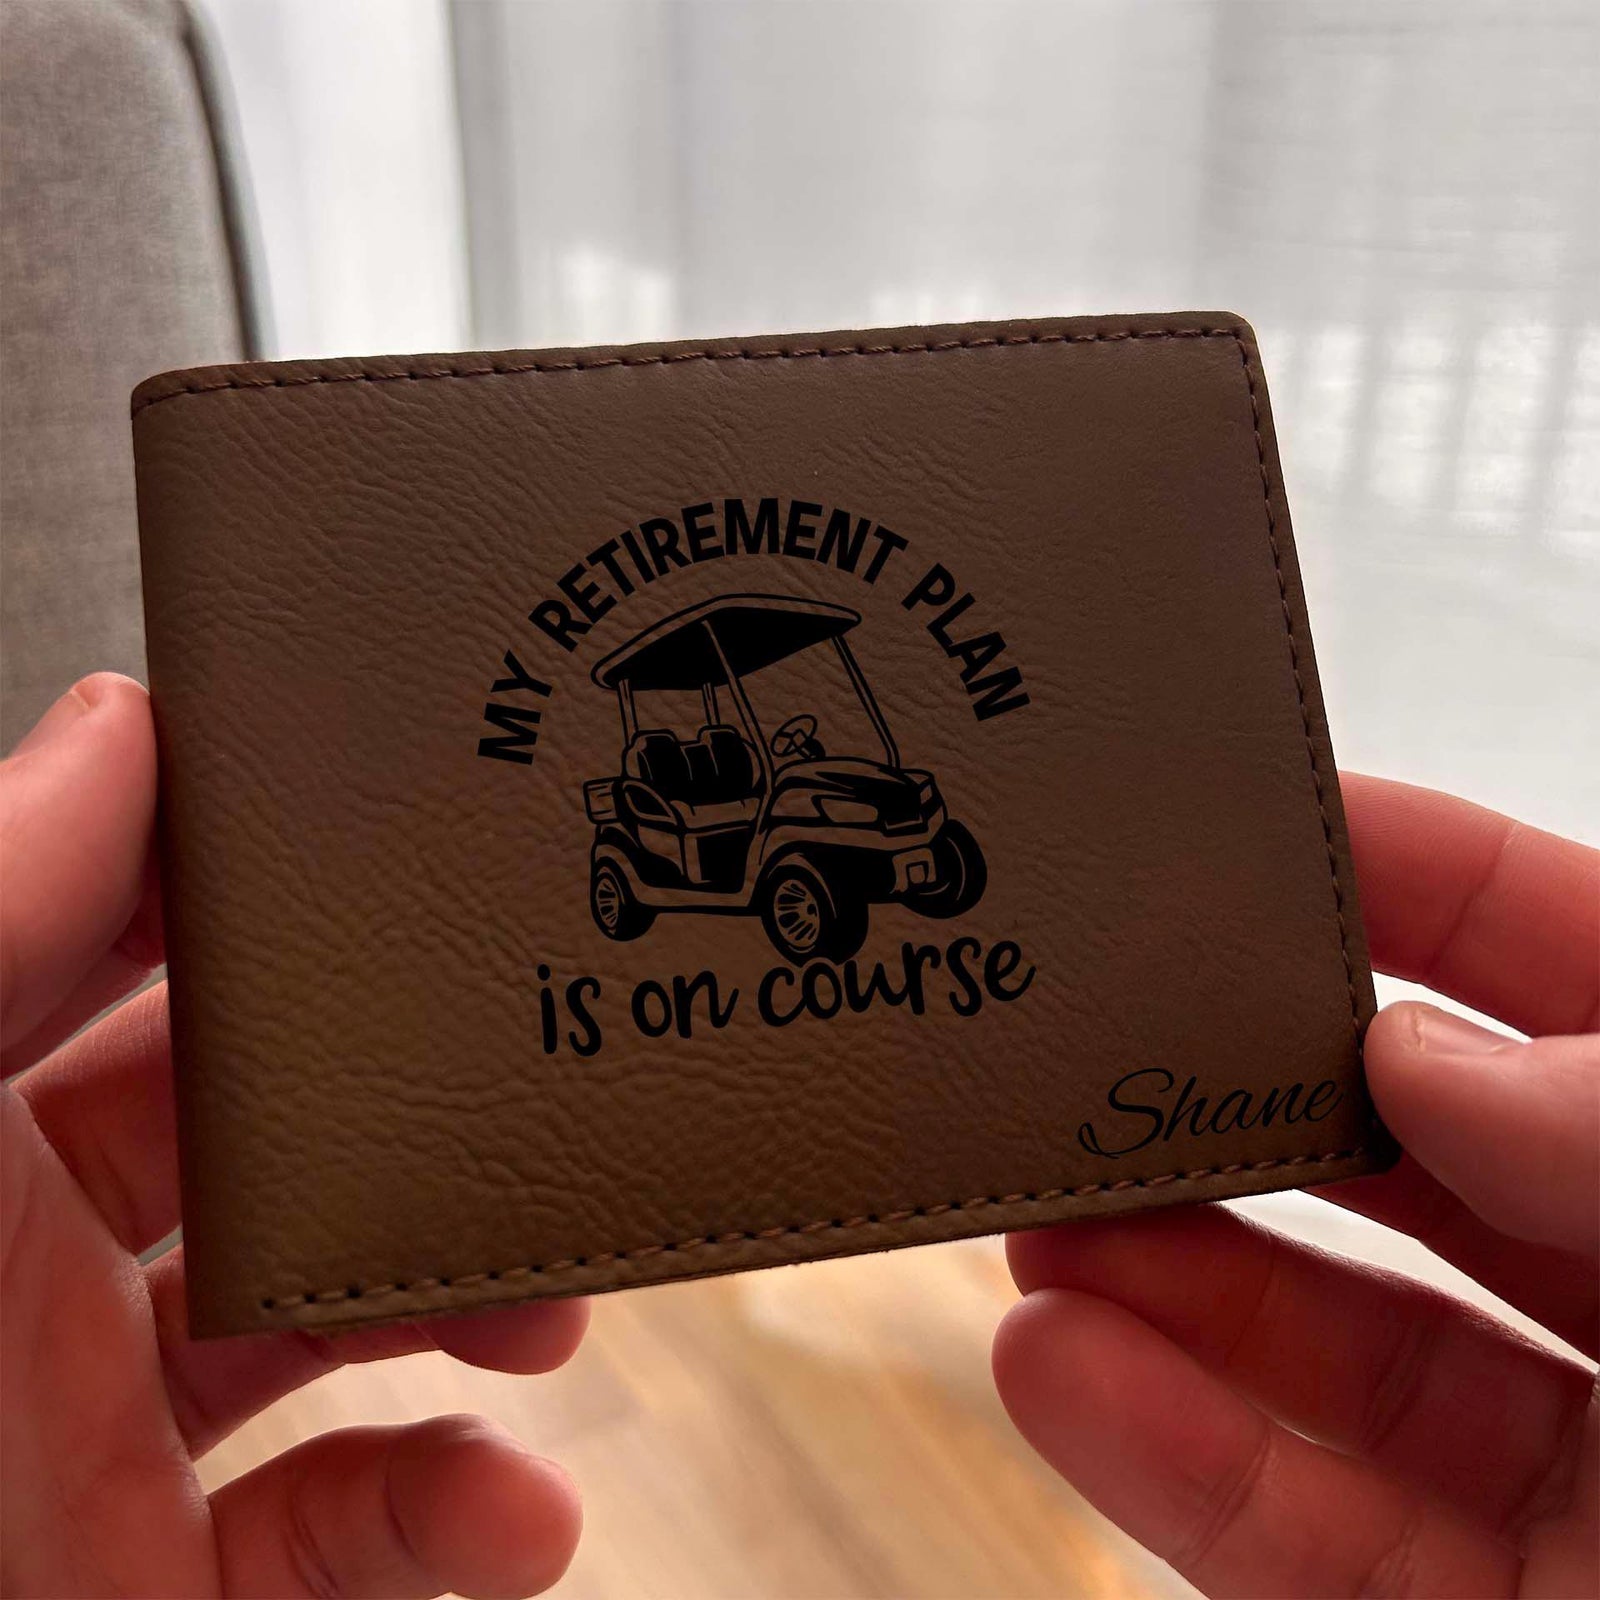 MY RETIREMENT PLAN
is on course
Shane